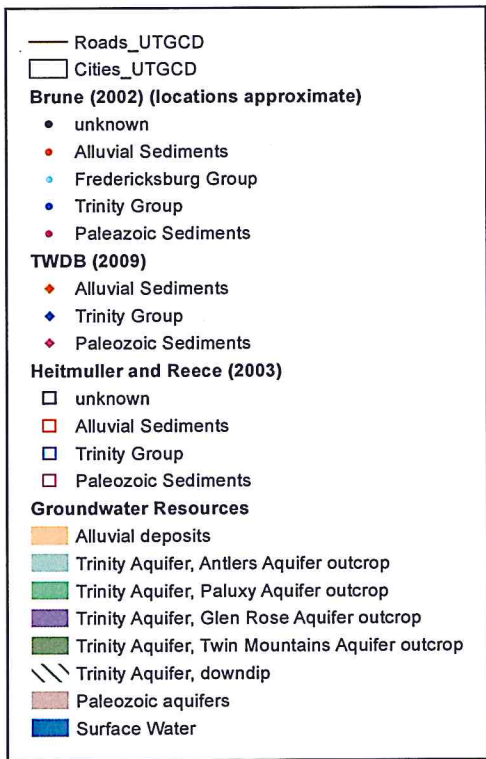 Roads_UTGCD
Cities_UTGCD
Brune (2002) (locations approximate)
unknown
Alluvial Sediments
Fredericksburg Group
Trinity Group
Paleazoic Sediments
TWDB (2009)
Alluvial Sediments
Trinity Group
Paleozoic Sediments
Heitmuller and Reece (2003)
unknown
Alluvial Sediments
Trinity Group
Paleozoic Sediments
Groundwater Resources
Alluvial deposits
Trinity Aquifer, Antlers Aquifer outcrop
Trinity Aquifer, Paluxy Aquifer outcrop
Trinity Aquifer, Glen Rose Aquifer outcrop
Trinity Aquifer, Twin Mountains Aquifer outcrop
Trinity Aquifer, downdip
Paleozoic aquifers
Surface Water